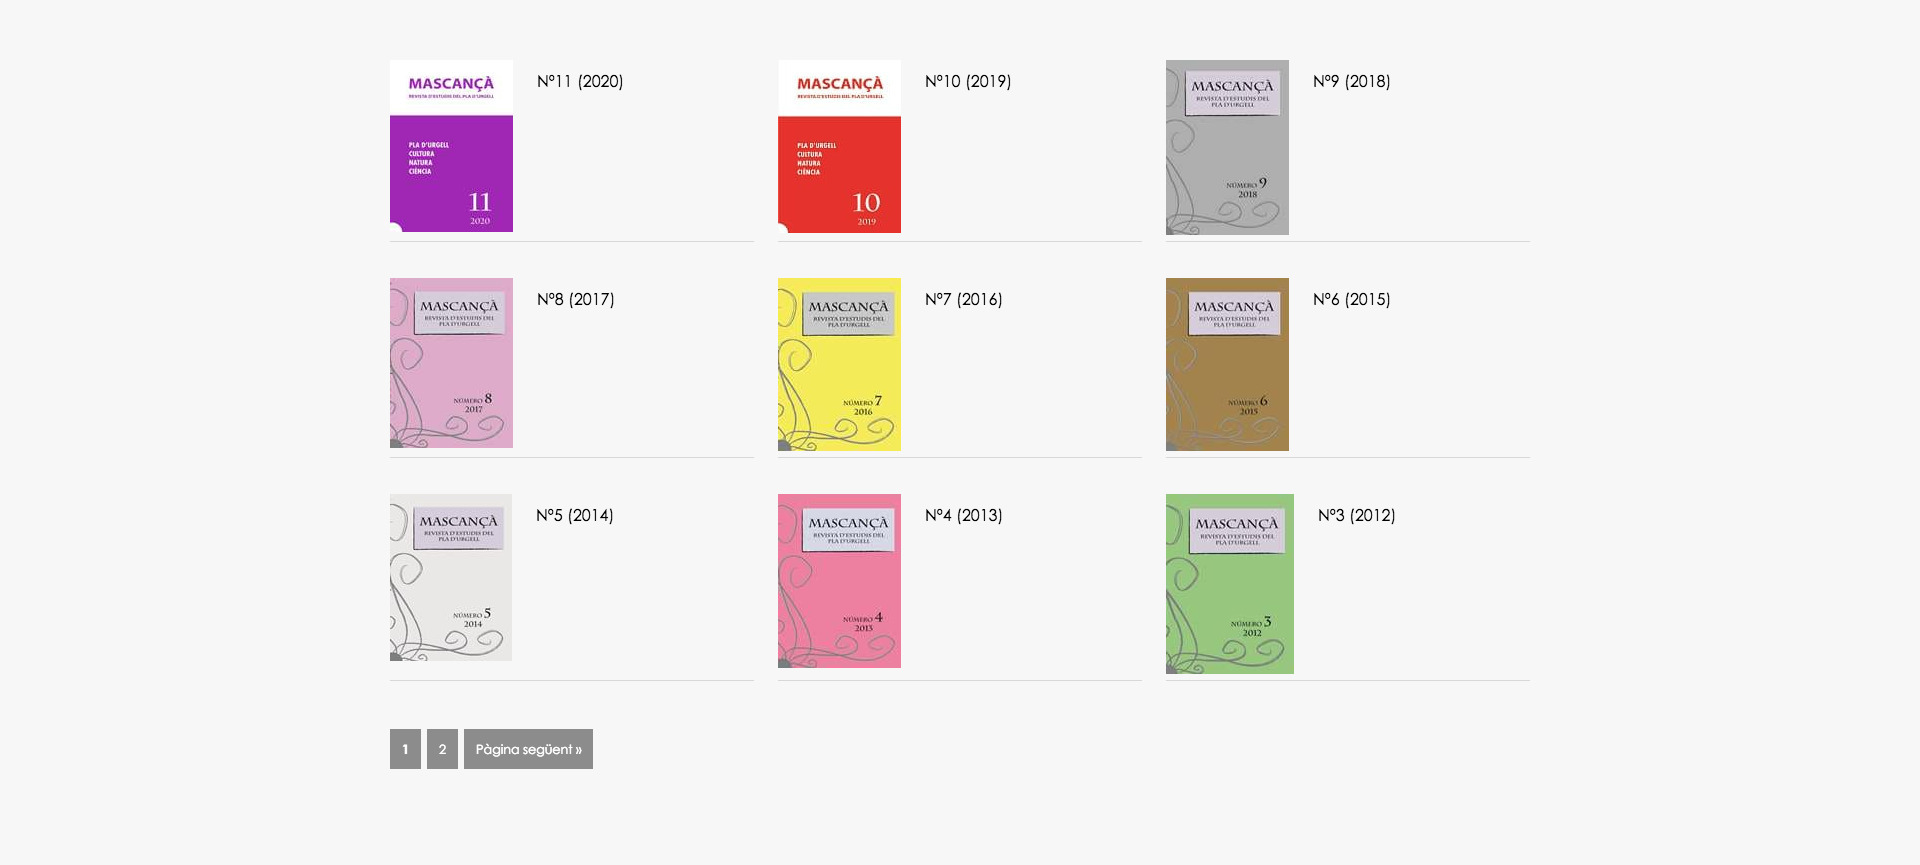 MASCANÇÀ
REVISTA D'ESTUDIS DEL PLA D'URGELL
PLA D'URGELL
CULTURA
NATURA
CIÈNCIA
11
2020
Nº11 (2020)
MASCANÇÀ
REVISTA D'ESTUDIS DEL PLA D'URGELL
PLA D'URGELL
CULTURA
NATURA
CIÈNCIA
10
2019
Nº10 (2019)
MASCANÇÀ
REVISTA D'ESTUDIS DEL
PLA D'URGELL
NÚMERO 9
2018
Nº9 (2018)
MASCANÇÀ
REVISTA D'ESTUDIS DEL
PLA D'URGELL
NÚMERO 8
2017
Nº8 (2017)
MASCANÇÀ
REVISTA D'ESTUDIS DEL
PLA D'URGELL
NÚMERO 7
2016
Nº7 (2016)
MASCANÇÀ
REVISTA D'ESTUDIS DEL
PLA D'URGELL
NÚMERO 6
2015
Nº6 (2015)
MASCANÇÀ
REVISTA D'ESTUDIS DEL
PLA D'URGELL
NÚMERO 5
2014
Nº5 (2014)
MASCANÇÀ
REVISTA D'ESTUDIS DEL
PLA D'URGELL
NÚMERO 4
2013
Nº4 (2013)
MASCANÇÀ
REVISTA D'ESTUDIS DEL
PLA D'URGELL
NÚMERO 3
2012
Nº3 (2012)
1 2 Pàgina següent »